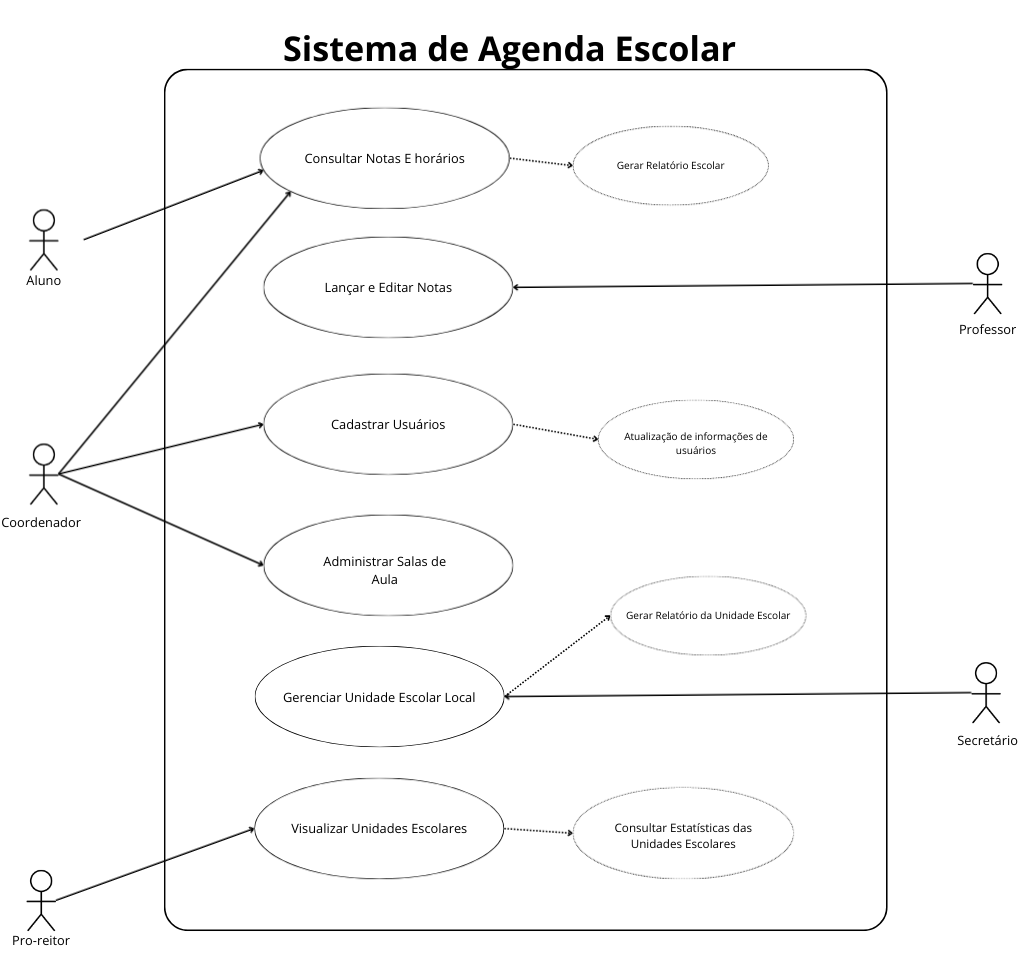 Sistema de Agenda Escolar
Consultar Notas E horários
Gerar Relatório Escolar
Aluno
Lançar e Editar Notas
Professor
Cadastrar Usuários
Atualização de informações de
usuários
Coordenador
Administrar Salas de
Aula
Gerar Relatório da Unidade Escolar
Gerenciar Unidade Escolar Local
Secretário
Visualizar Unidades Escolares
Consultar Estatísticas das
Unidades Escolares
Pro-reitor